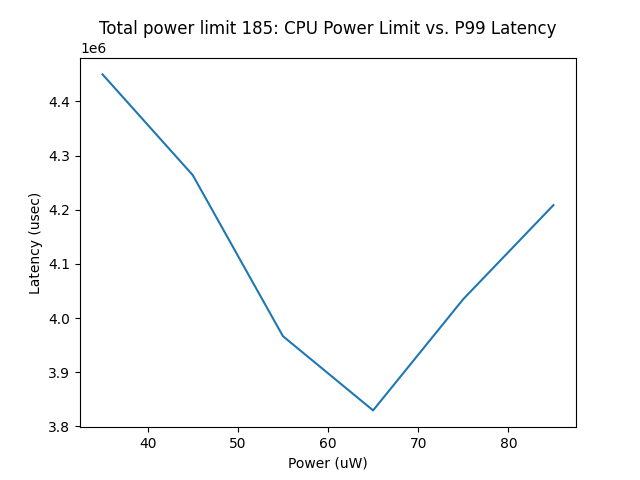 Total power limit 185: CPU Power Limit vs. P99 Latency
1e6
4.4
4.3
4.2
4.1
4.0
3.9
3.8
Latency (usec)
40 50 60 70 80
Power (uW)